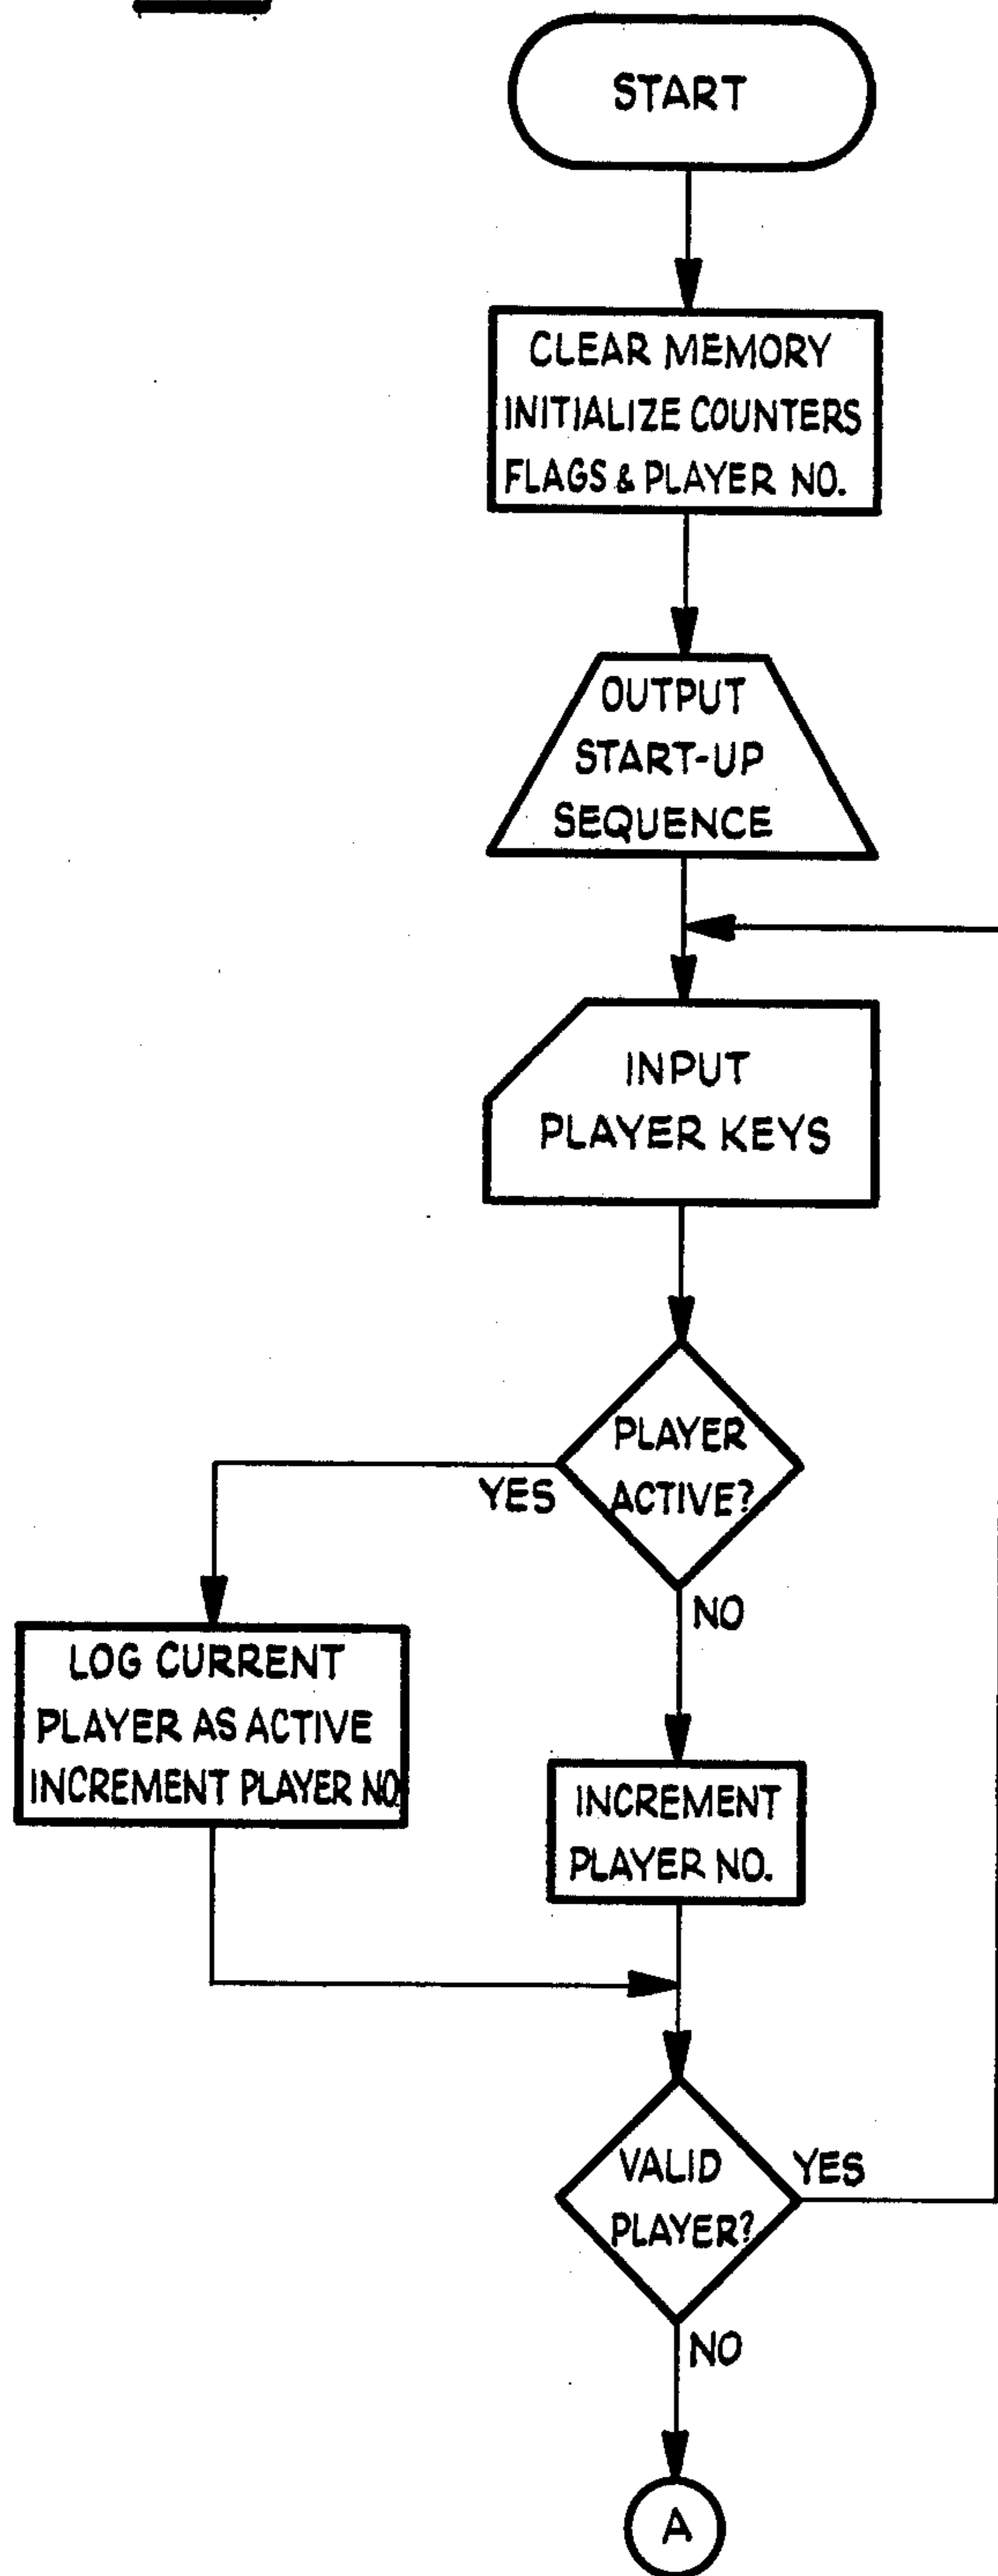 START
CLEAR MEMORY
INITIALIZE COUNTERS
FLAGS & PLAYER NO.
OUTPUT
START-UP
SEQUENCE
INPUT
PLAYER KEYS
PLAYER
ACTIVE?
YES
NO
LOG CURRENT
PLAYER AS ACTIVE
INCREMENT PLAYER NO.
INCREMENT
PLAYER NO.
VALID
PLAYER?
YES
NO
A